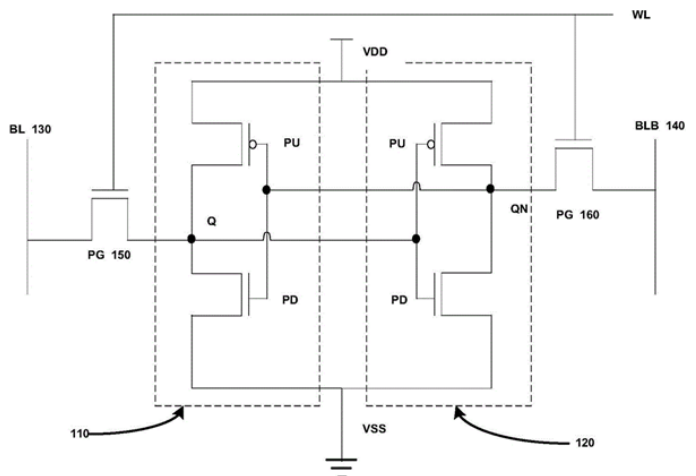 WL
VDD
BL 130
BLB 140
PU
PU
Q
QN
PG 150
PG 160
PD
PD
110
VSS
120